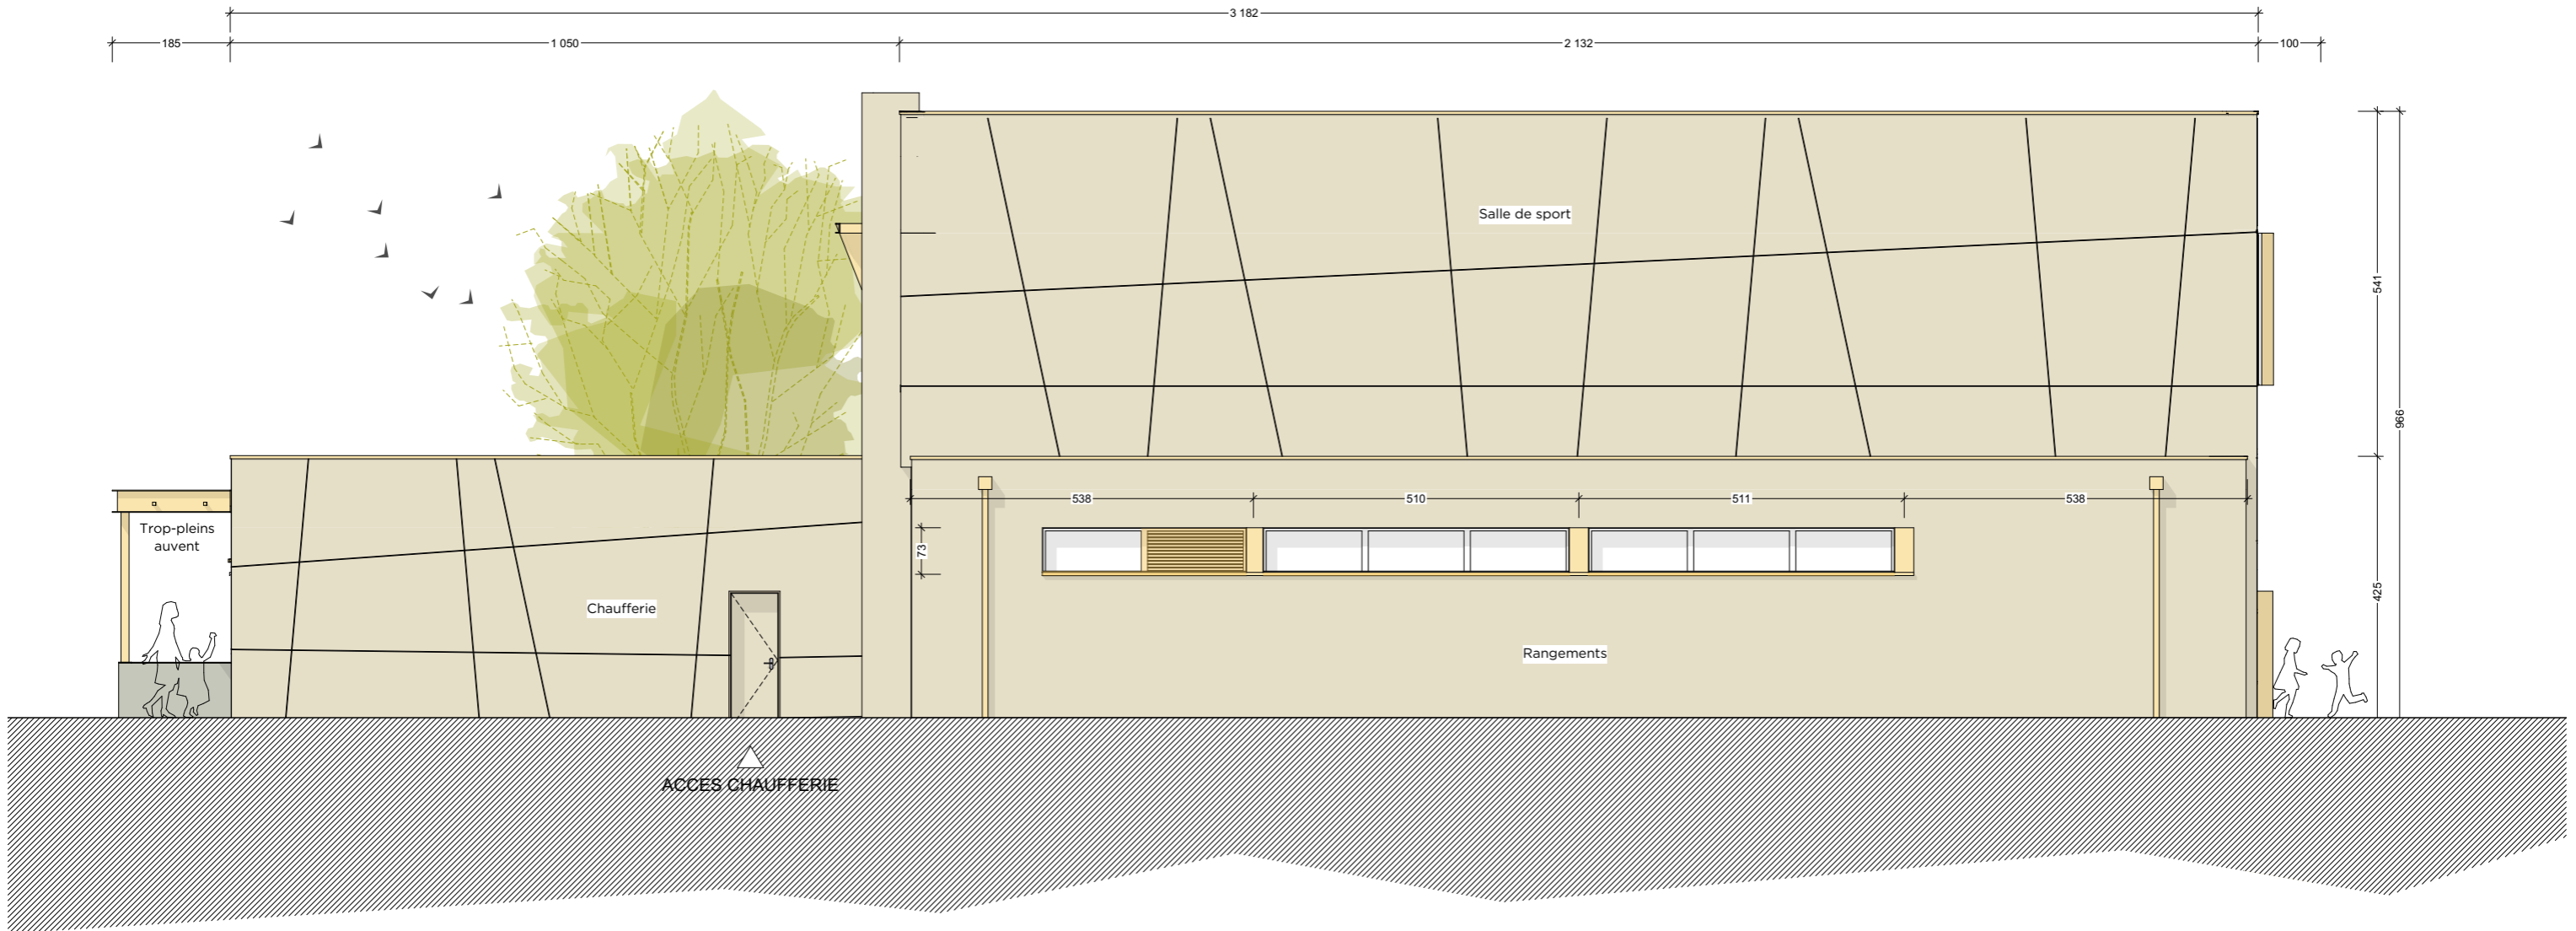 3 182
185
1 050
2 132
100
Salle de sport
541
966
538
510
511
538
Trop-pleins
auvent
73
425
Chaufferie
Rangements
ACCES CHAUFFERIE